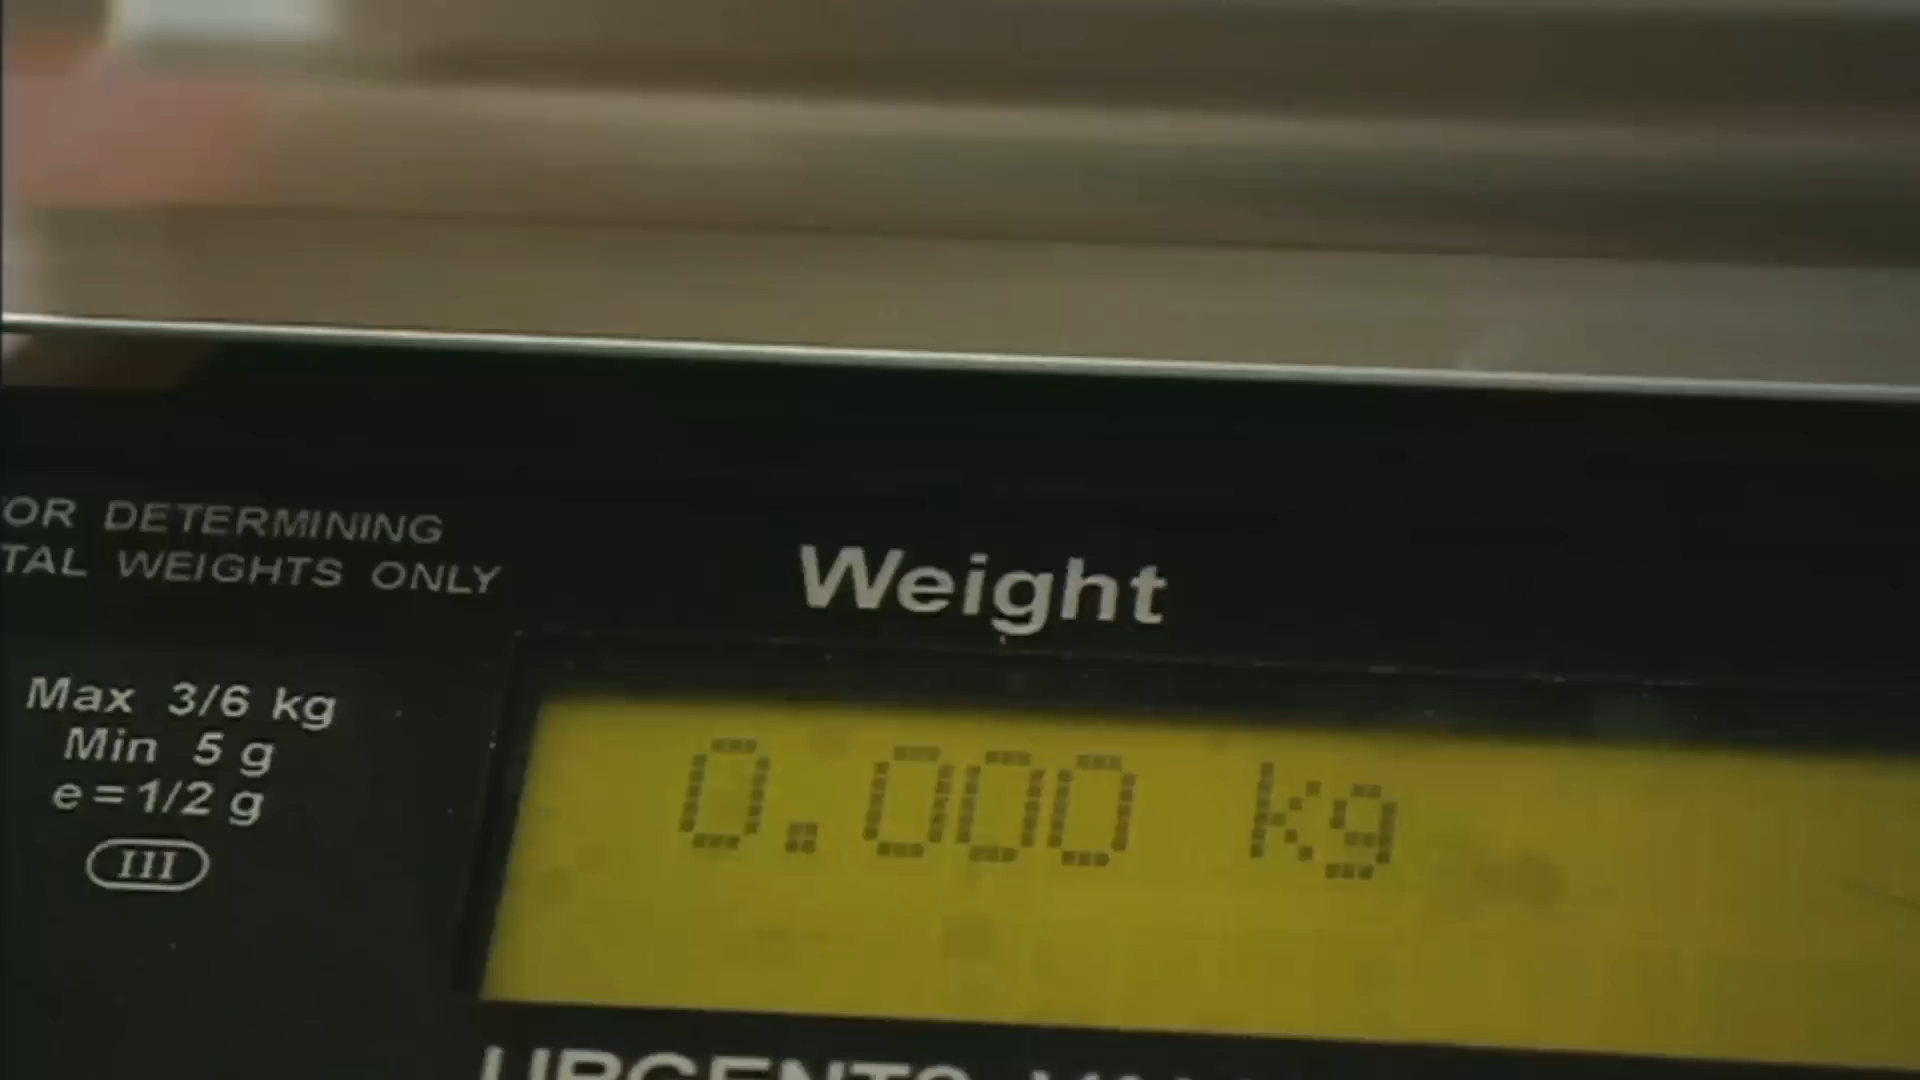 OR DETERMINING
TAL WEIGHTS ONLY
Weight
Max 3/6 kg
Min 5 g
e=1/2 g
III
0.000 kg